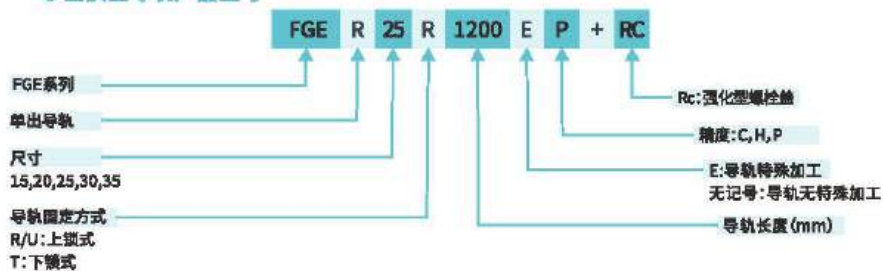 FGE R 25 R 1200 E P + RC
FGE系列
单出导轨
尺寸
15,20,25,30,35
导轨固定方式
R/U:上锁式
T:下锁式
Rc:强化型螺栓盖
精度:C,H,P
E:导轨特殊加工
无记号:导轨无特殊加工
导轨长度(mm)